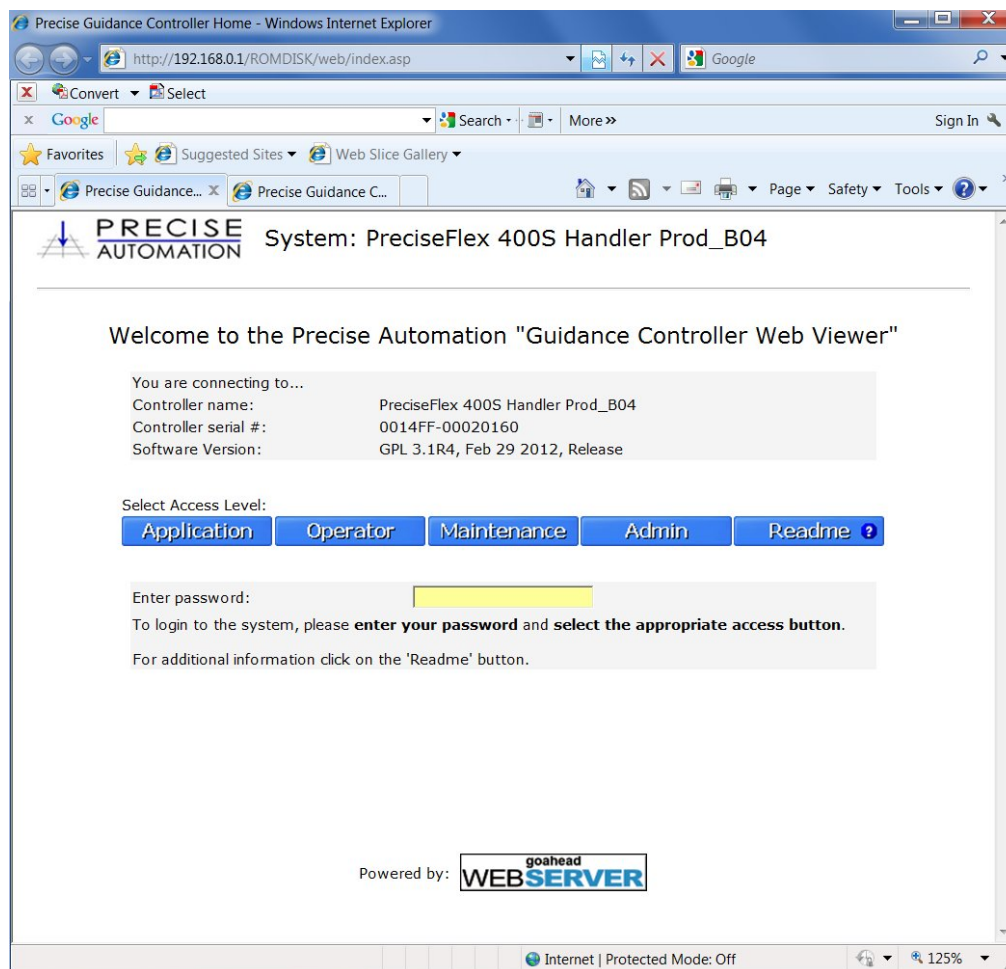 Precise Guidance Controller Home - Windows Internet Explorer
http://192.168.0.1/ROMDISK/web/index.asp
Google
Convert Select
Google Search More» Sign In
Favorites Suggested Sites Web Slice Gallery
Precise Guidance... X Precise Guidance C... Page Safety Tools
PRECISE
AUTOMATION
System: PreciseFlex 400S Handler Prod_B04
Welcome to the Precise Automation "Guidance Controller Web Viewer"
You are connecting to...
Controller name: PreciseFlex 400S Handler Prod_B04
Controller serial #: 0014FF-00020160
Software Version: GPL 3.1R4, Feb 29 2012, Release
Select Access Level:
Application Operator Maintenance Admin Readme ?
Enter password:
To login to the system, please enter your password and select the appropriate access button.
For additional information click on the 'Readme' button.
Powered by: goahead
WEBSERVER
Internet | Protected Mode: Off 125%